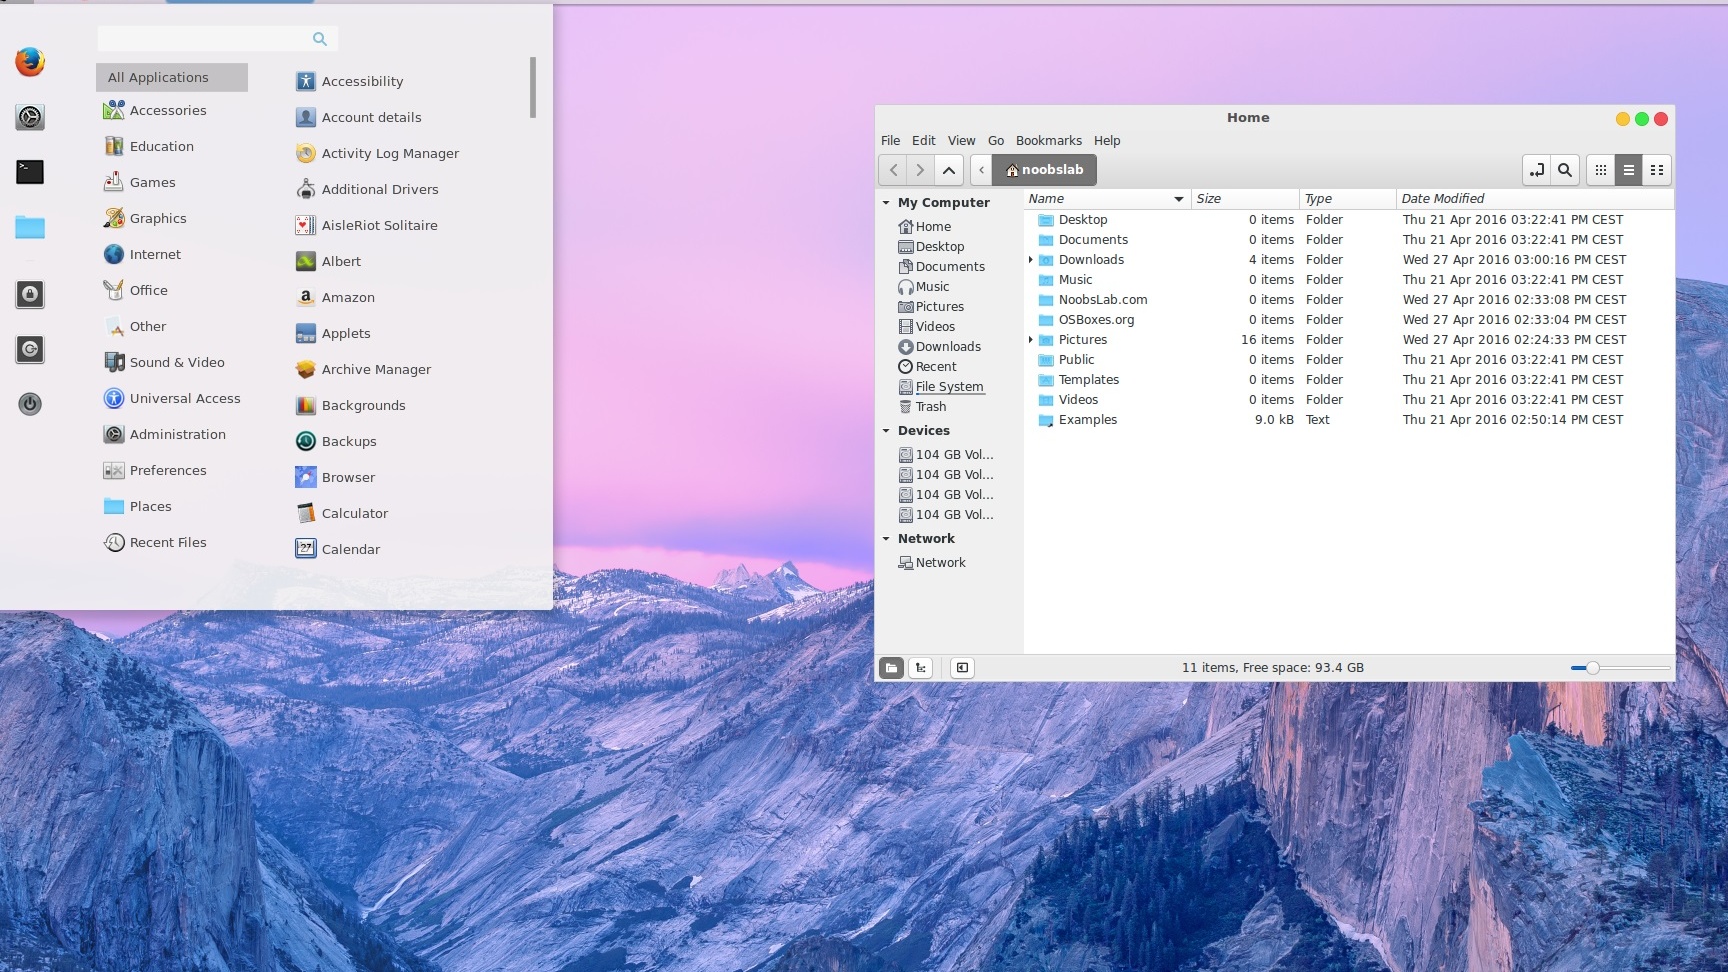 All Applications
Accessories
Education
Games
Graphics
Internet
Office
Other
Sound & Video
Universal Access
Administration
Preferences
Places
Recent Files
Accessibility
Account details
Activity Log Manager
Additional Drivers
AisleRiot Solitaire
Albert
Amazon
Applets
Archive Manager
Backgrounds
Backups
Browser
Calculator
Calendar
Home
File Edit View Go Bookmarks Help
noobslab
My Computer
Home
Desktop
Documents
Music
Pictures
Videos
Downloads
Recent
File System
Trash
Devices
104 GB Vol...
104 GB Vol...
104 GB Vol...
104 GB Vol...
Network
Network
Name Size Type Date Modified
Desktop 0 items Folder Thu 21 Apr 2016 03:22:41 PM CEST
Documents 0 items Folder Thu 21 Apr 2016 03:22:41 PM CEST
Downloads 4 items Folder Wed 27 Apr 2016 03:00:16 PM CEST
Music 0 items Folder Thu 21 Apr 2016 03:22:41 PM CEST
NoobsLab.com 0 items Folder Wed 27 Apr 2016 02:33:08 PM CEST
OSBoxes.org 0 items Folder Wed 27 Apr 2016 02:33:04 PM CEST
Pictures 16 items Folder Wed 27 Apr 2016 02:24:33 PM CEST
Public 0 items Folder Thu 21 Apr 2016 03:22:41 PM CEST
Templates 0 items Folder Thu 21 Apr 2016 03:22:41 PM CEST
Videos 0 items Folder Thu 21 Apr 2016 03:22:41 PM CEST
Examples 9.0 kB Text Thu 21 Apr 2016 02:50:14 PM CEST
11 items, Free space: 93.4 GB